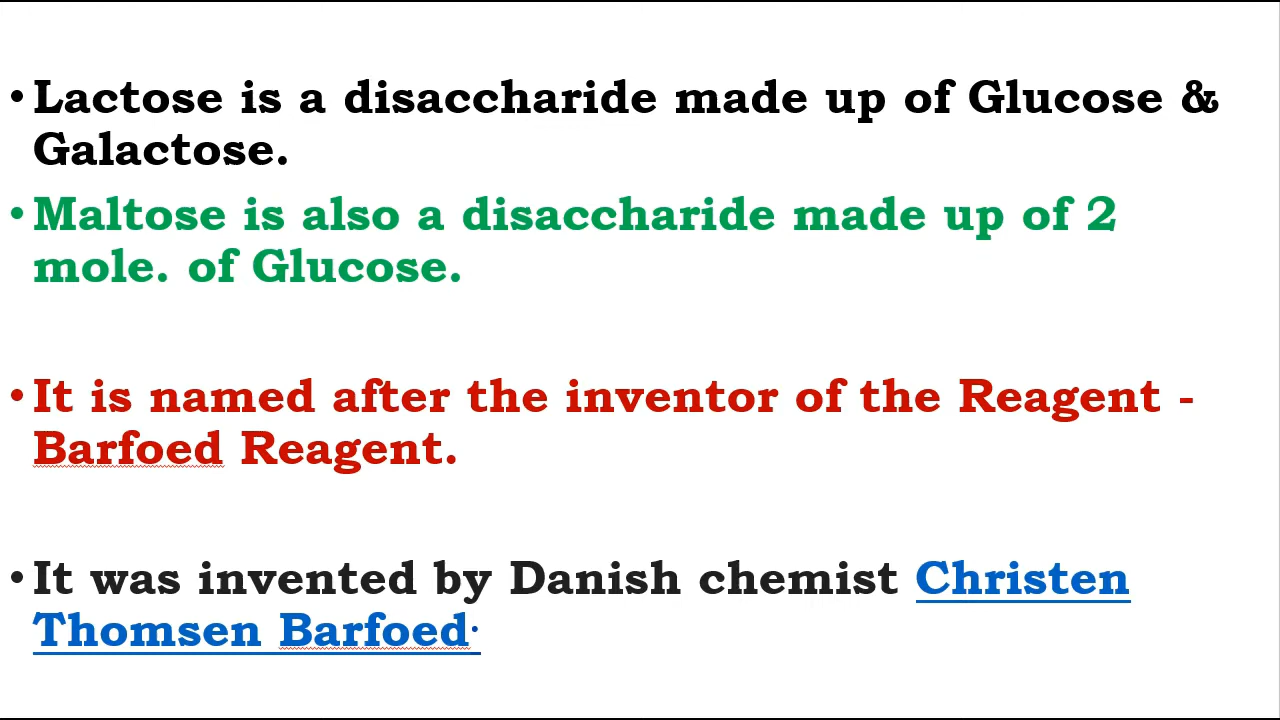 • Lactose is a disaccharide made up of Glucose &
Galactose.
• Maltose is also a disaccharide made up of 2
mole. of Glucose.
• It is named after the inventor of the Reagent -
Barfoed Reagent.
• It was invented by Danish chemist Christen
Thomsen Barfoed.